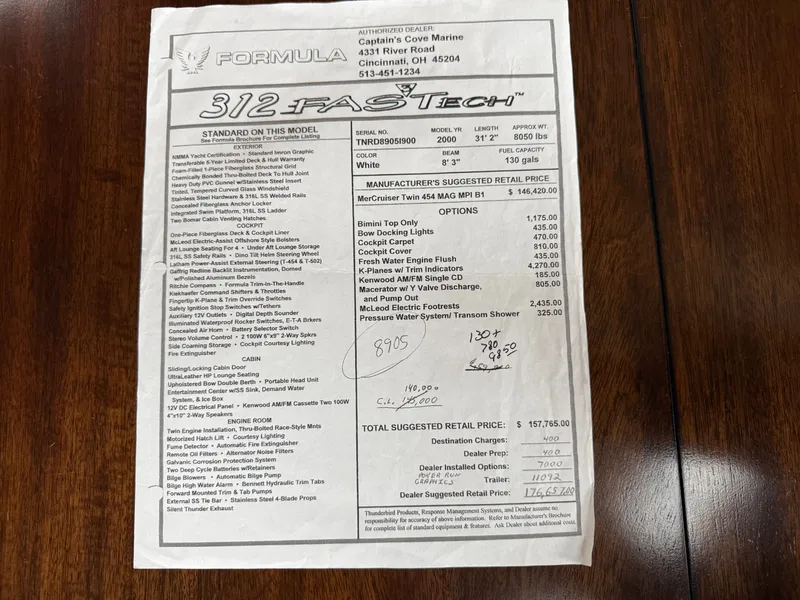 FORMULA
AUTHORIZED DEALER:
Captain's Cove Marine
4331 River Road
Cincinnati, OH 45204
513-451-1234
312 FASTECH™
STANDARD ON THIS MODEL
See Formula Brochure For Complete Listing
EXTERIOR
NMMA Yacht Certification • Standard Imron Graphic
Transferable 5-Year Limited Deck & Hull Warranty
Foam-Filled 1-Piece Fiberglass Structural Grid
Chemically Bonded Thru-Bolted Deck To Hull Joint
Heavy Duty PVC Gunnel w/Stainless Steel Insert
Tinted, Tempered Curved Glass Windshield
Stainless Steel Hardware & 316L SS Welded Rails
Concealed Fiberglass Anchor Locker
Integrated Swim Platform, 316L SS Ladder
Two Bomar Cabin Venting Hatches
COCKPIT
One-Piece Fiberglass Deck & Cockpit Liner
McLeod Electric-Assist Offshore Style Bolsters
Aft Lounge Seating For 4 • Under Aft Lounge Storage
316L SS Safety Rails • Dino Tilt Helm Steering Wheel
Latham Power-Assist External Steering (T-454 & T-502)
Gaffrig Redline Backlit Instrumentation, Domed
w/Polished Aluminum Bezels
Ritchie Compass • Formula Trim-In-The-Handle
Kiekhaefer Command Shifters & Throttles
Fingertip K-Plane & Trim Override Switches
Safety Ignition Stop Switches w/Tethers
Auxiliary 12V Outlets • Digital Depth Sounder
Illuminated Waterproof Rocker Switches, E-T-A Brkrs
Concealed Air Horn • Battery Selector Switch
Stereo Volume Control • 2 100W 6"x9" 2-Way Spkrs
Side Coaming Storage • Cockpit Courtesy Lighting
Fire Extinguisher
CABIN
Sliding/Locking Cabin Door
UltraLeather HP Lounge Seating
Upholstered Bow Double Berth • Portable Head Unit
Entertainment Center w/SS Sink, Demand Water
System, & Ice Box
12V DC Electrical Panel • Kenwood AM/FM Cassette Two 100W
4"x10" 2-Way Speakers
ENGINE ROOM
Twin Engine Installation, Thru-Bolted Race-Style Mnts
Motorized Hatch Lift • Courtesy Lighting
Fume Detector • Automatic Fire Extinguisher
Remote Oil Filters • Alternator Noise Filters
Galvanic Corrosion Protection System
Two Deep Cycle Batteries w/Retainers
Bilge Blowers • Automatic Bilge Pump
Bilge High Water Alarm • Bennett Hydraulic Trim Tabs
Forward Mounted Trim & Tab Pumps
External SS Tie Bar • Stainless Steel 4-Blade Props
Silent Thunder Exhaust
SERIAL NO. MODEL YR LENGTH APPROX WT.
TNRD8905I900 2000 31' 2" 8050 lbs
COLOR BEAM FUEL CAPACITY
White 8' 3" 130 gals
MANUFACTURER'S SUGGESTED RETAIL PRICE
MerCruiser Twin 454 MAG MPI B1 $ 146,420.00
OPTIONS
Bimini Top Only 1,175.00
Bow Docking Lights 435.00
Cockpit Carpet 470.00
Cockpit Cover 810.00
Fresh Water Engine Flush 435.00
K-Planes w/ Trim Indicators 4,270.00
Kenwood AM/FM Single CD 185.00
Macerator w/ Y Valve Discharge, 805.00
and Pump Out
McLeod Electric Footrests 2,435.00
Pressure Water System/ Transom Shower 325.00
8905
130+
780
9850
140.000
C.L. 145,000
TOTAL SUGGESTED RETAIL PRICE: $ 157,765.00
Destination Charges: 400
Dealer Prep: 400
Dealer Installed Options: 7000
POWER RUN
GRAPHICS Trailer: 11092
Dealer Suggested Retail Price: 176,657.00
Thunderbird Products, Response Management Systems, and Dealer assume no
responsibility for accuracy of above information. Refer to Manufacturer's Brochure
for complete list of standard equipment & features. Ask Dealer about additional costs.